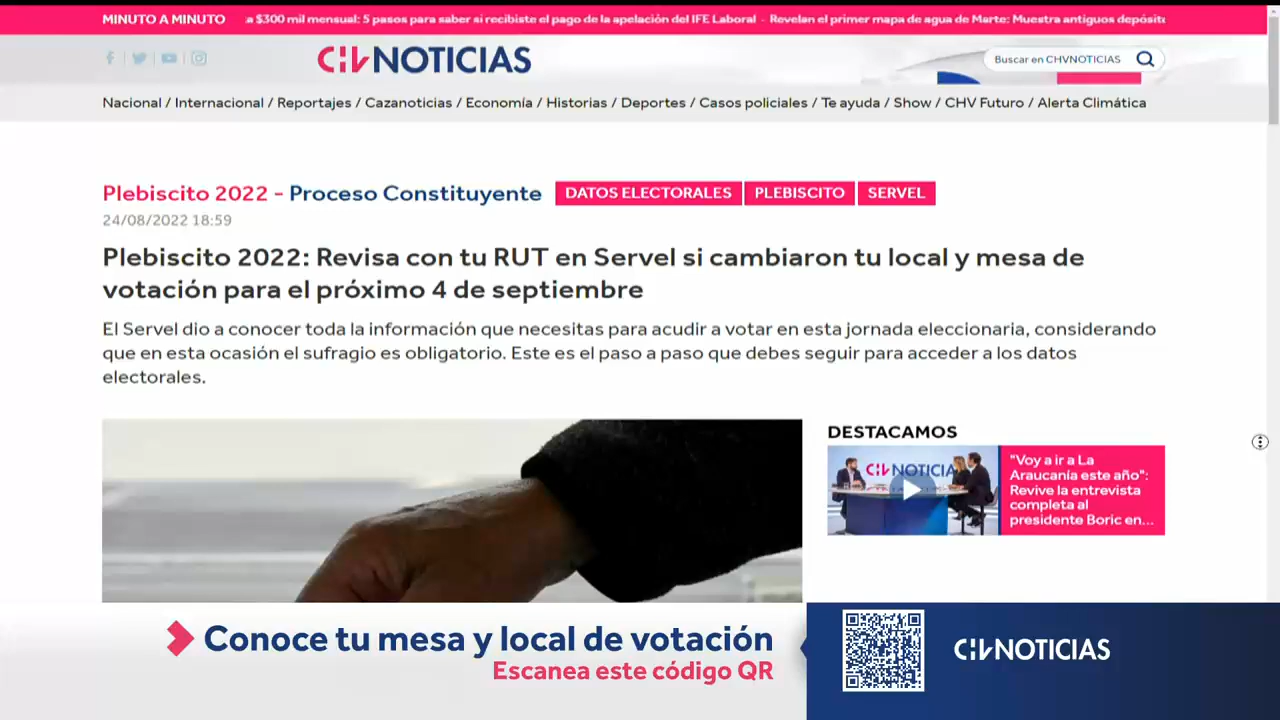 MINUTO A MINUTO
a $300 mil mensual: 5 pasos para saber si recibiste el pago de la apelación del IFE Laboral - Revelan el primer mapa de agua de Marte: Muestra antiguos depósit
CHV NOTICIAS
Buscar en CHVNOTICIAS
Nacional / Internacional / Reportajes / Cazanoticias / Economía / Historias / Deportes / Casos policiales / Te ayuda / Show / CHV Futuro / Alerta Climática
Plebiscito 2022 - Proceso Constituyente DATOS ELECTORALES PLEBISCITO SERVEL
24/08/2022 18:59
Plebiscito 2022: Revisa con tu RUT en Servel si cambiaron tu local y mesa de
votación para el próximo 4 de septiembre
El Servel dio a conocer toda la información que necesitas para acudir a votar en esta jornada eleccionaria, considerando
que en esta ocasión el sufragio es obligatorio. Este es el paso a paso que debes seguir para acceder a los datos
electorales.
DESTACAMOS
CHV NOTICIA
"Voy a ir a La
Araucanía este año":
Revive la entrevista
completa al
presidente Boric en...
Conoce tu mesa y local de votación
Escanea este código QR
CHV NOTICIAS